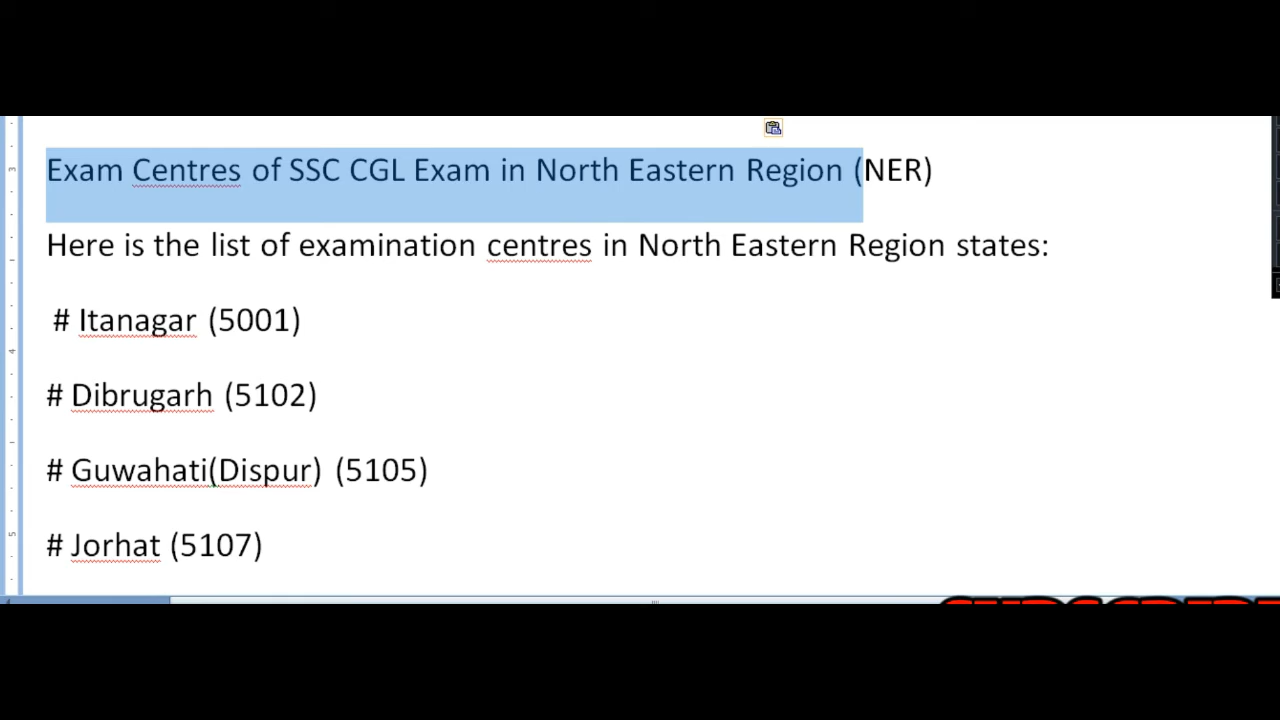 Exam Centres of SSC CGL Exam in North Eastern Region (NER)
Here is the list of examination centres in North Eastern Region states:
# Itanagar (5001)
# Dibrugarh (5102)
# Guwahati(Dispur) (5105)
# Jorhat (5107)